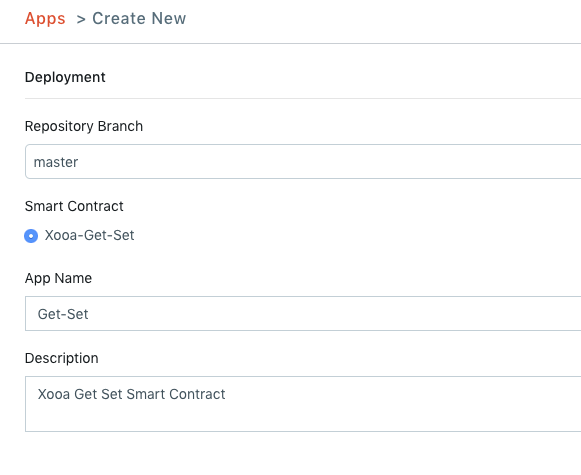 Apps > Create New
Deployment
Repository Branch
master
Smart Contract
Xooa-Get-Set
App Name
Get-Set
Description
Xooa Get Set Smart Contract